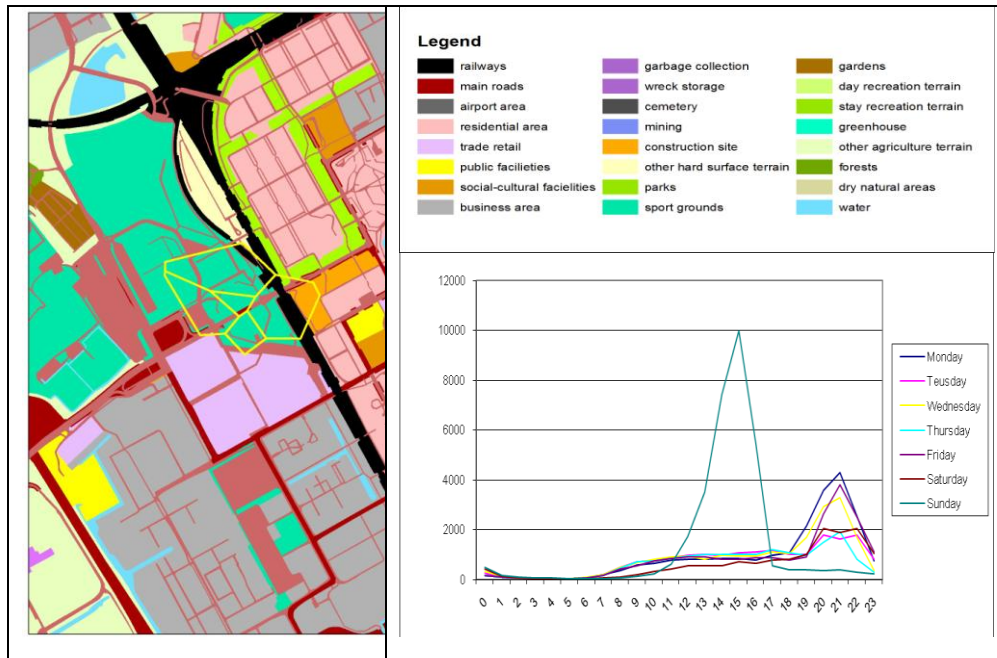 Legend
railways
main roads
airport area
residential area
trade retail
public facilieties
social-cultural facielities
business area
garbage collection
wreck storage
cemetery
mining
construction site
other hard surface terrain
parks
sport grounds
gardens
day recreation terrain
stay recreation terrain
greenhouse
other agriculture terrain
forests
dry natural areas
water
12000
10000
8000
6000
4000
2000
0
0 1 2 3 4 5 6 7 8 9 10 11 12 13 14 15 16 17 18 19 20 21 22 23
Monday
Teusday
Wednesday
Thursday
Friday
Saturday
Sunday